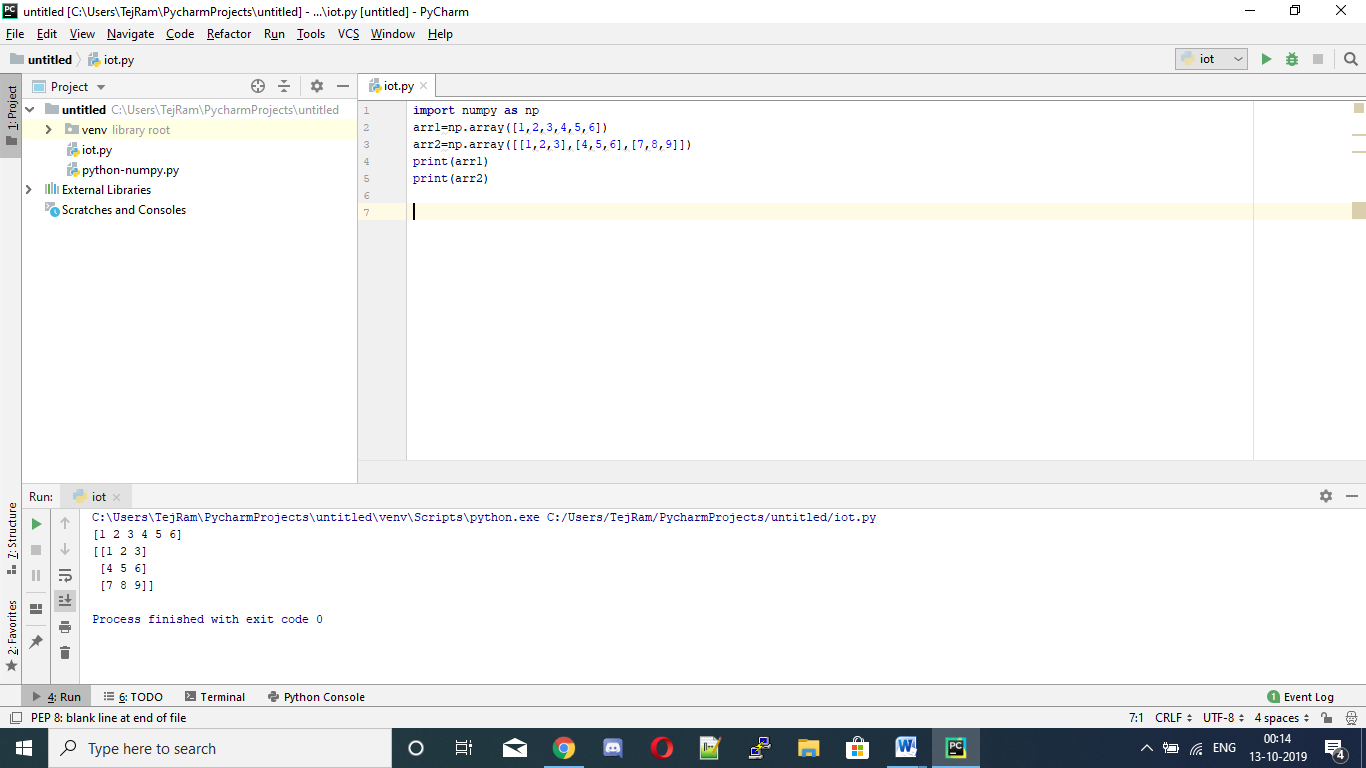 untitled [C:\Users\TejRam\PycharmProjects\untitled] - ...\iot.py [untitled] - PyCharm
File Edit View Navigate Code Refactor Run Tools VCS Window Help
untitled iot.py
iot
Project
iot.py
1: Project
untitled C:\Users\TejRam\PycharmProjects\untitled
venv library root
iot.py
python-numpy.py
External Libraries
Scratches and Consoles
1 import numpy as np
2 arr1=np.array([1,2,3,4,5,6])
3 arr2=np.array([[1,2,3],[4,5,6],[7,8,9]])
4 print(arr1)
5 print(arr2)
6
7
Run: iot
C:\Users\TejRam\PycharmProjects\untitled\venv\Scripts\python.exe C:/Users/TejRam/PycharmProjects/untitled/iot.py
[1 2 3 4 5 6]
[[1 2 3]
 [4 5 6]
 [7 8 9]]
Process finished with exit code 0
7: Structure
2: Favorites
4: Run 6: TODO Terminal Python Console 1 Event Log
PEP 8: blank line at end of file 7:1 CRLF UTF-8 4 spaces
Type here to search
ENG
00:14
13-10-2019
4